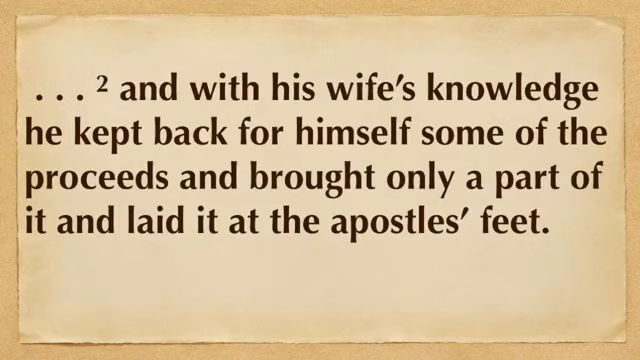 . . . ² and with his wife’s knowledge
he kept back for himself some of the
proceeds and brought only a part of
it and laid it at the apostles’ feet.